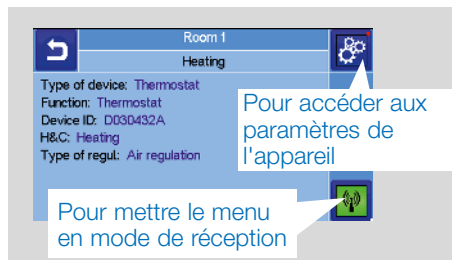 Room 1
Heating
Type of device: Thermostat
Function: Thermostat
Device ID: D030432A
H&C: Heating
Type of regul: Air regulation
Pour accéder aux
paramètres de
l'appareil
Pour mettre le menu
en mode de réception